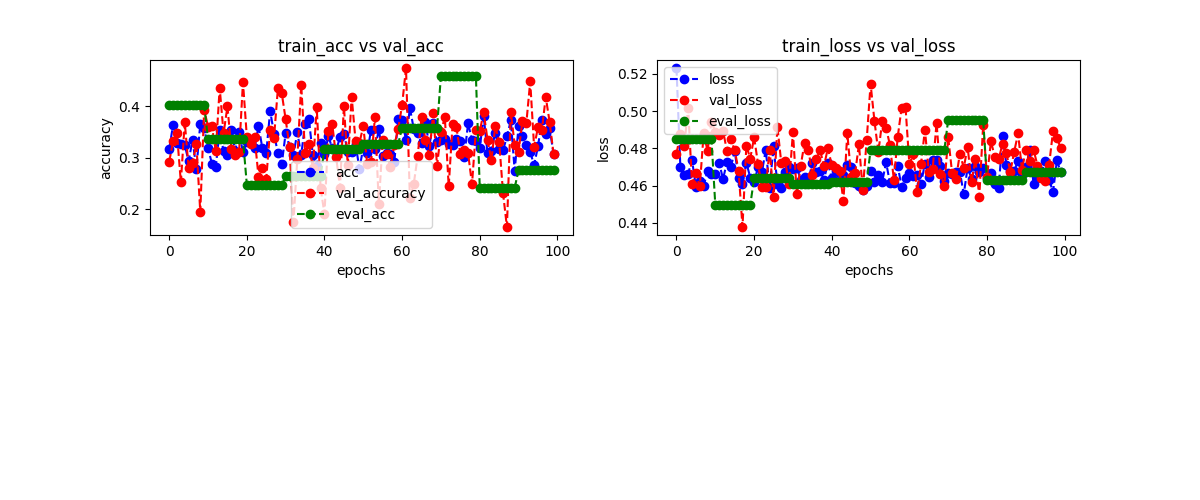 train_acc vs val_acc
accuracy
0.4
0.3
0.2
acc
val_accuracy
eval_acc
0 20 40 60 80 100
epochs
train_loss vs val_loss
loss
0.52
0.50
0.48
0.46
0.44
loss
val_loss
eval_loss
0 20 40 60 80 100
epochs